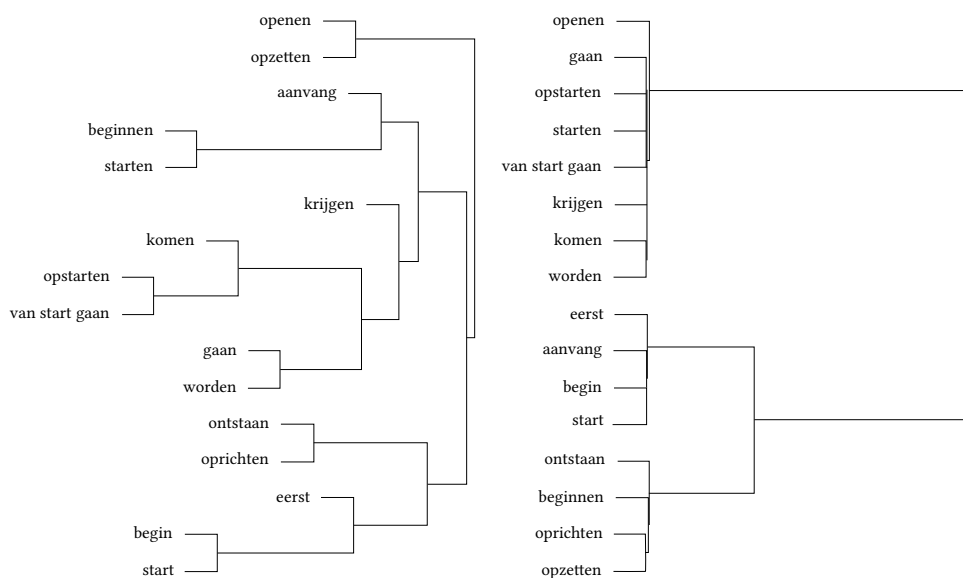 openen
opzetten
aanvang
beginnen
starten
krijgen
komen
opstarten
van start gaan
gaan
worden
ontstaan
oprichten
eerst
begin
start
openen
gaan
opstarten
starten
van start gaan
krijgen
komen
worden
eerst
aanvang
begin
start
ontstaan
beginnen
oprichten
opzetten